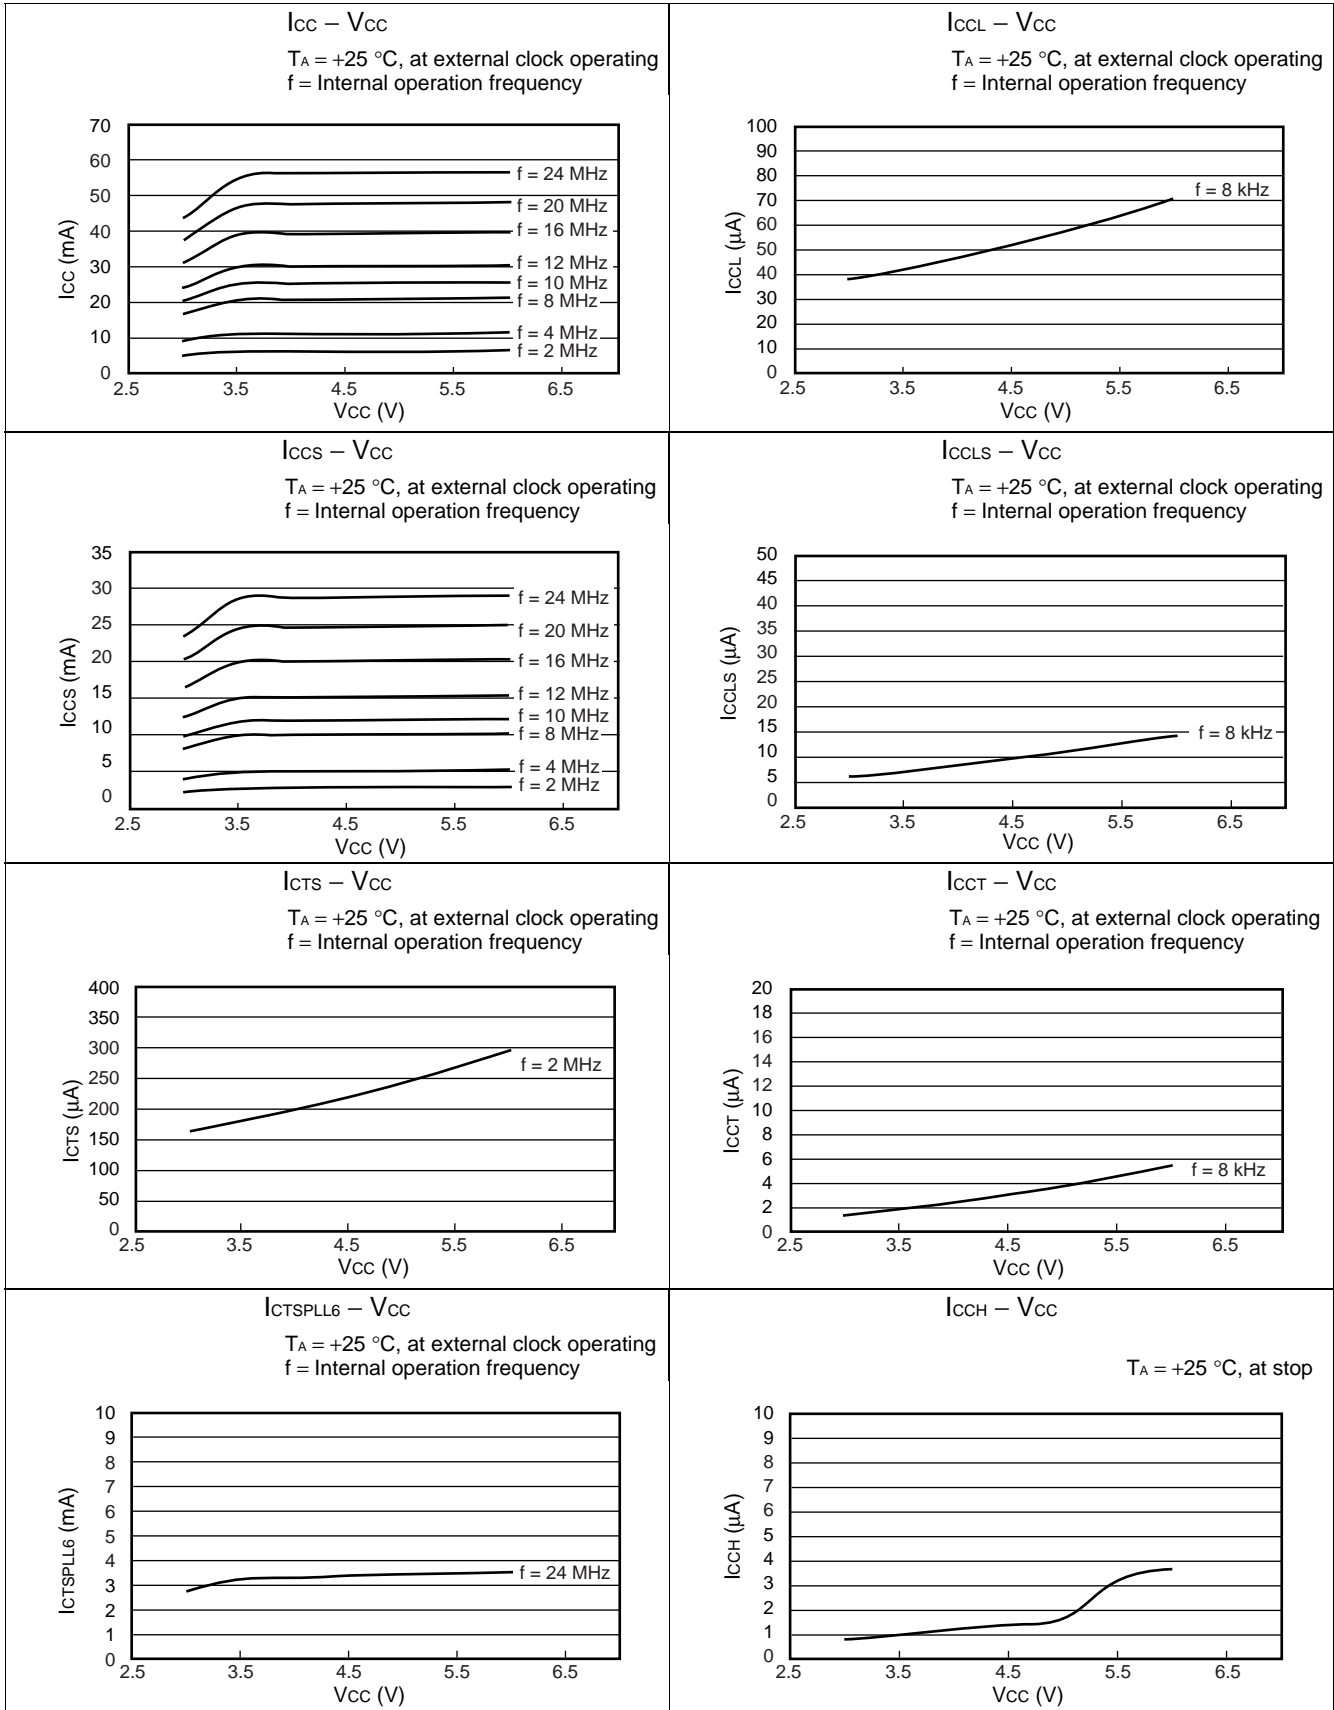 ICC – VCC
TA = +25 °C, at external clock operating
f = Internal operation frequency
70
60
50
40
30
20
10
0
ICC (mA)
f = 24 MHz
f = 20 MHz
f = 16 MHz
f = 12 MHz
f = 10 MHz
f = 8 MHz
f = 4 MHz
f = 2 MHz
2.5 3.5 4.5 5.5 6.5
VCC (V)
ICCL – VCC
TA = +25 °C, at external clock operating
f = Internal operation frequency
100
90
80
70
60
50
40
30
20
10
0
ICCL (µA)
f = 8 kHz
2.5 3.5 4.5 5.5 6.5
VCC (V)
ICCS – VCC
TA = +25 °C, at external clock operating
f = Internal operation frequency
35
30
25
20
15
10
5
0
ICCS (mA)
f = 24 MHz
f = 20 MHz
f = 16 MHz
f = 12 MHz
f = 10 MHz
f = 8 MHz
f = 4 MHz
f = 2 MHz
2.5 3.5 4.5 5.5 6.5
VCC (V)
ICCLS – VCC
TA = +25 °C, at external clock operating
f = Internal operation frequency
50
45
40
35
30
25
20
15
10
5
0
ICCLS (µA)
f = 8 kHz
2.5 3.5 4.5 5.5 6.5
VCC (V)
ICTS – VCC
TA = +25 °C, at external clock operating
f = Internal operation frequency
400
350
300
250
200
150
100
50
0
ICTS (µA)
f = 2 MHz
2.5 3.5 4.5 5.5 6.5
VCC (V)
ICCT – VCC
TA = +25 °C, at external clock operating
f = Internal operation frequency
20
18
16
14
12
10
8
6
4
2
0
ICCT (µA)
f = 8 kHz
2.5 3.5 4.5 5.5 6.5
VCC (V)
ICTSPLL6 – VCC
TA = +25 °C, at external clock operating
f = Internal operation frequency
10
9
8
7
6
5
4
3
2
1
0
ICTSPLL6 (mA)
f = 24 MHz
2.5 3.5 4.5 5.5 6.5
VCC (V)
ICCH – VCC
TA = +25 °C, at stop
10
9
8
7
6
5
4
3
2
1
0
ICCH (µA)
2.5 3.5 4.5 5.5 6.5
VCC (V)